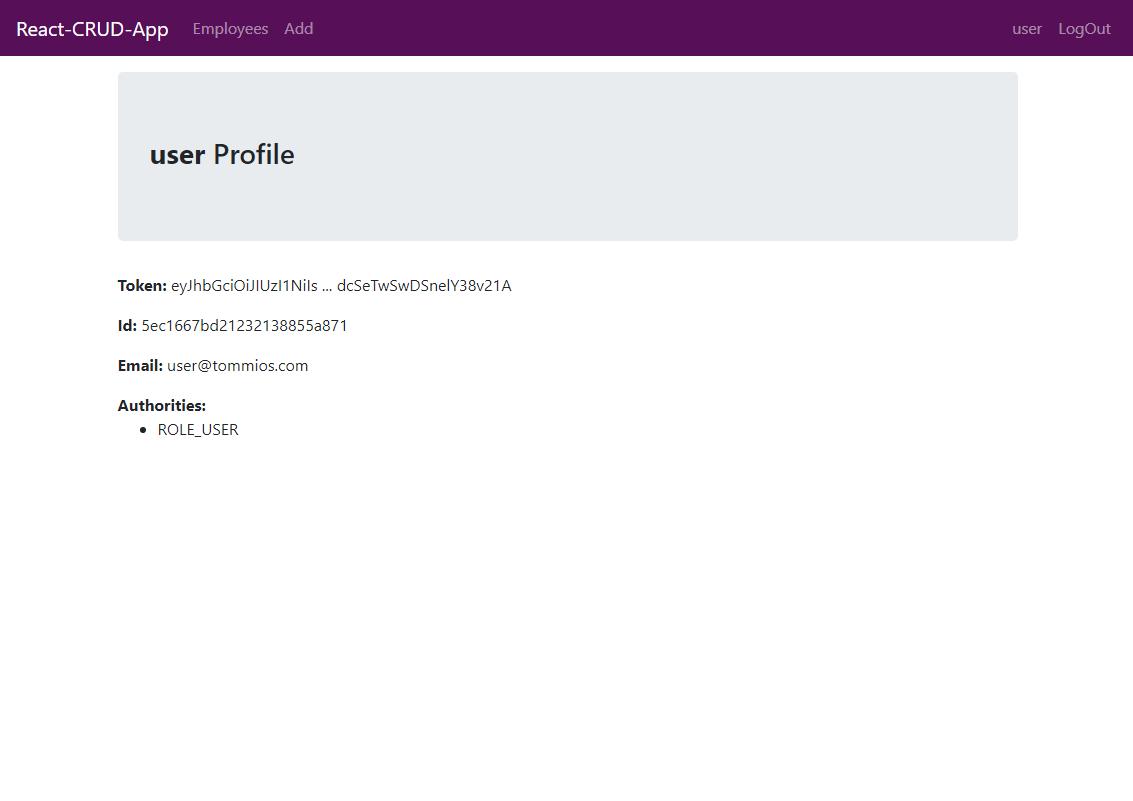 React-CRUD-App Employees Add user LogOut
user Profile
Token: eyJhbGciOiJIUzI1NiIs ... dcSeTwSwDSnelY38v21A
Id: 5ec1667bd21232138855a871
Email: user@tommios.com
Authorities:
• ROLE_USER